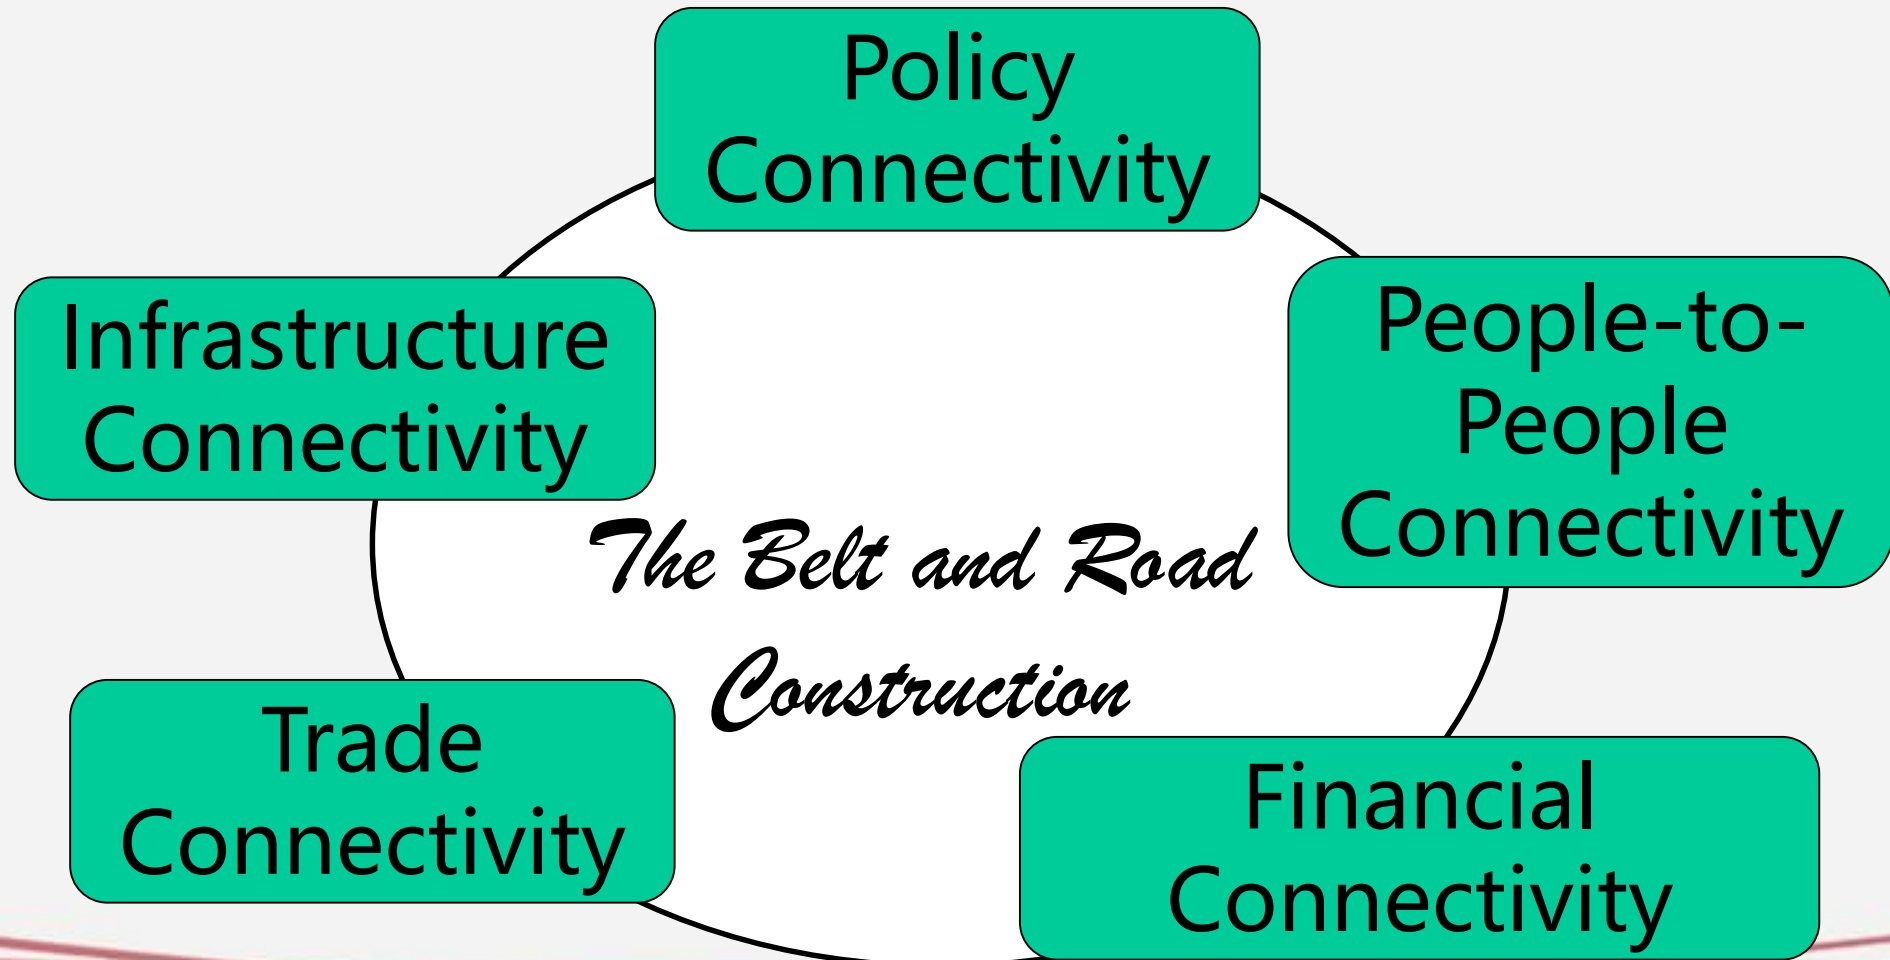 Policy
Connectivity
Infrastructure
Connectivity
People-to-
People
Connectivity
The Belt and Road
Construction
Trade
Connectivity
Financial
Connectivity